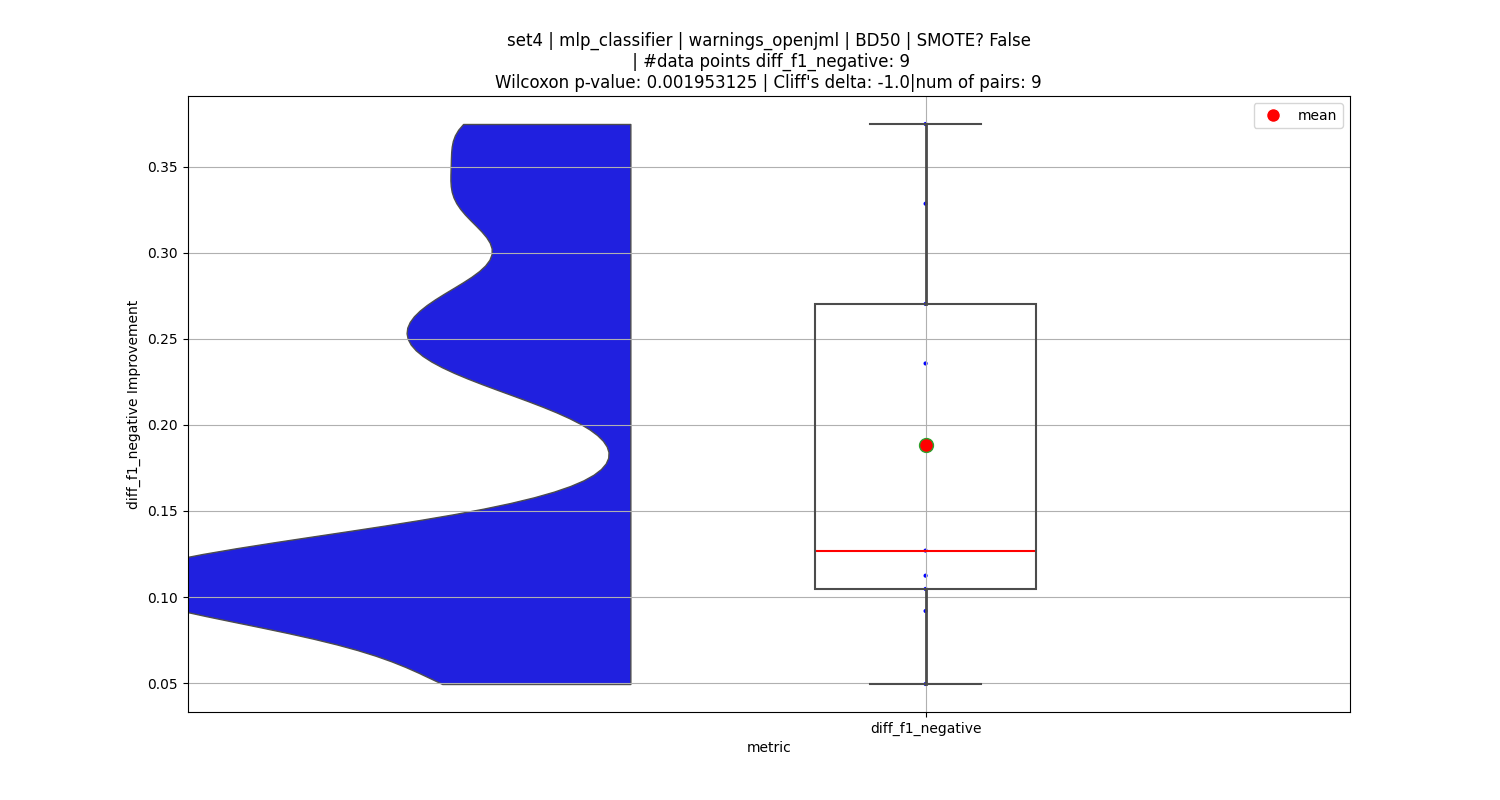 set4 | mlp_classifier | warnings_openjml | BD50 | SMOTE? False
| #data points diff_f1_negative: 9
Wilcoxon p-value: 0.001953125 | Cliff's delta: -1.0|num of pairs: 9
mean
0.35
0.30
0.25
0.20
0.15
0.10
0.05
diff_f1_negative Improvement
diff_f1_negative
metric